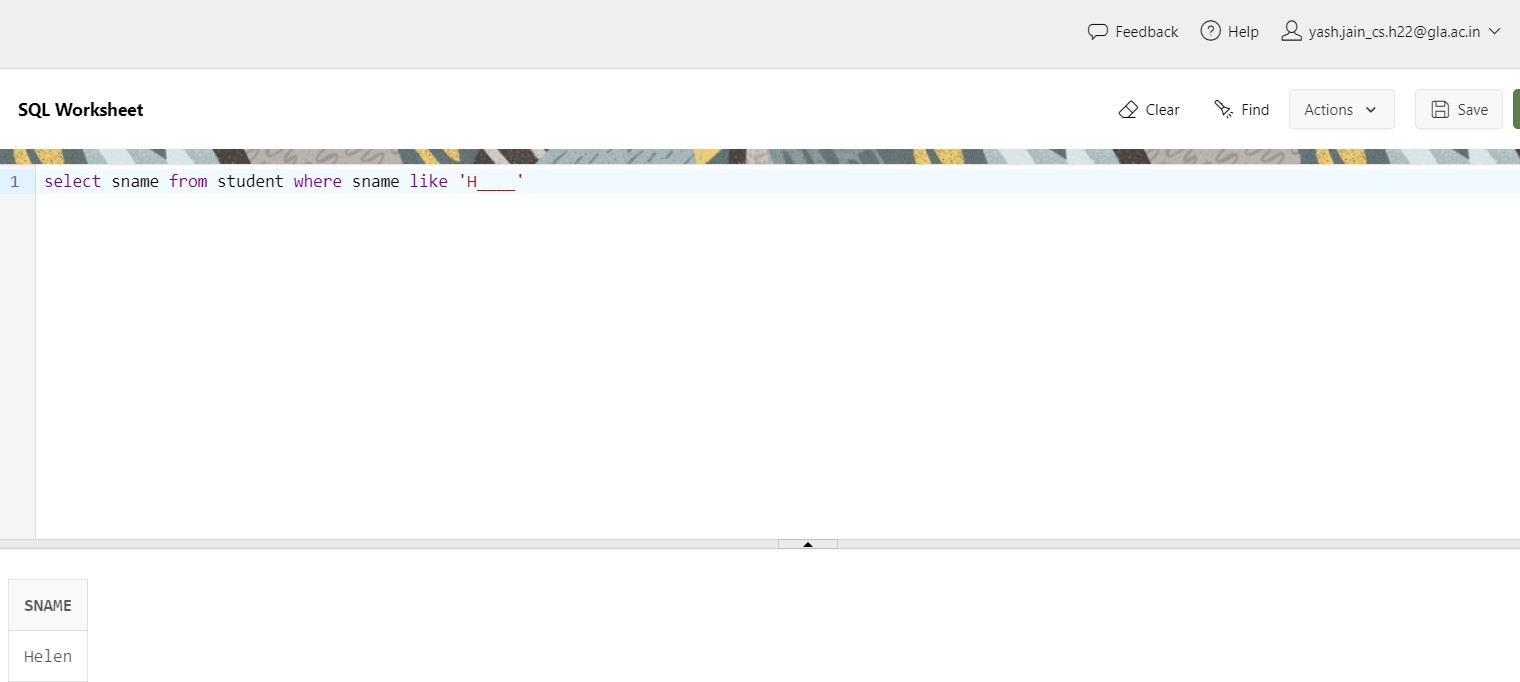 Feedback Help yash.jain_cs.h22@gla.ac.in
SQL Worksheet Clear Find Actions Save
1 select sname from student where sname like 'H____'
SNAME
Helen